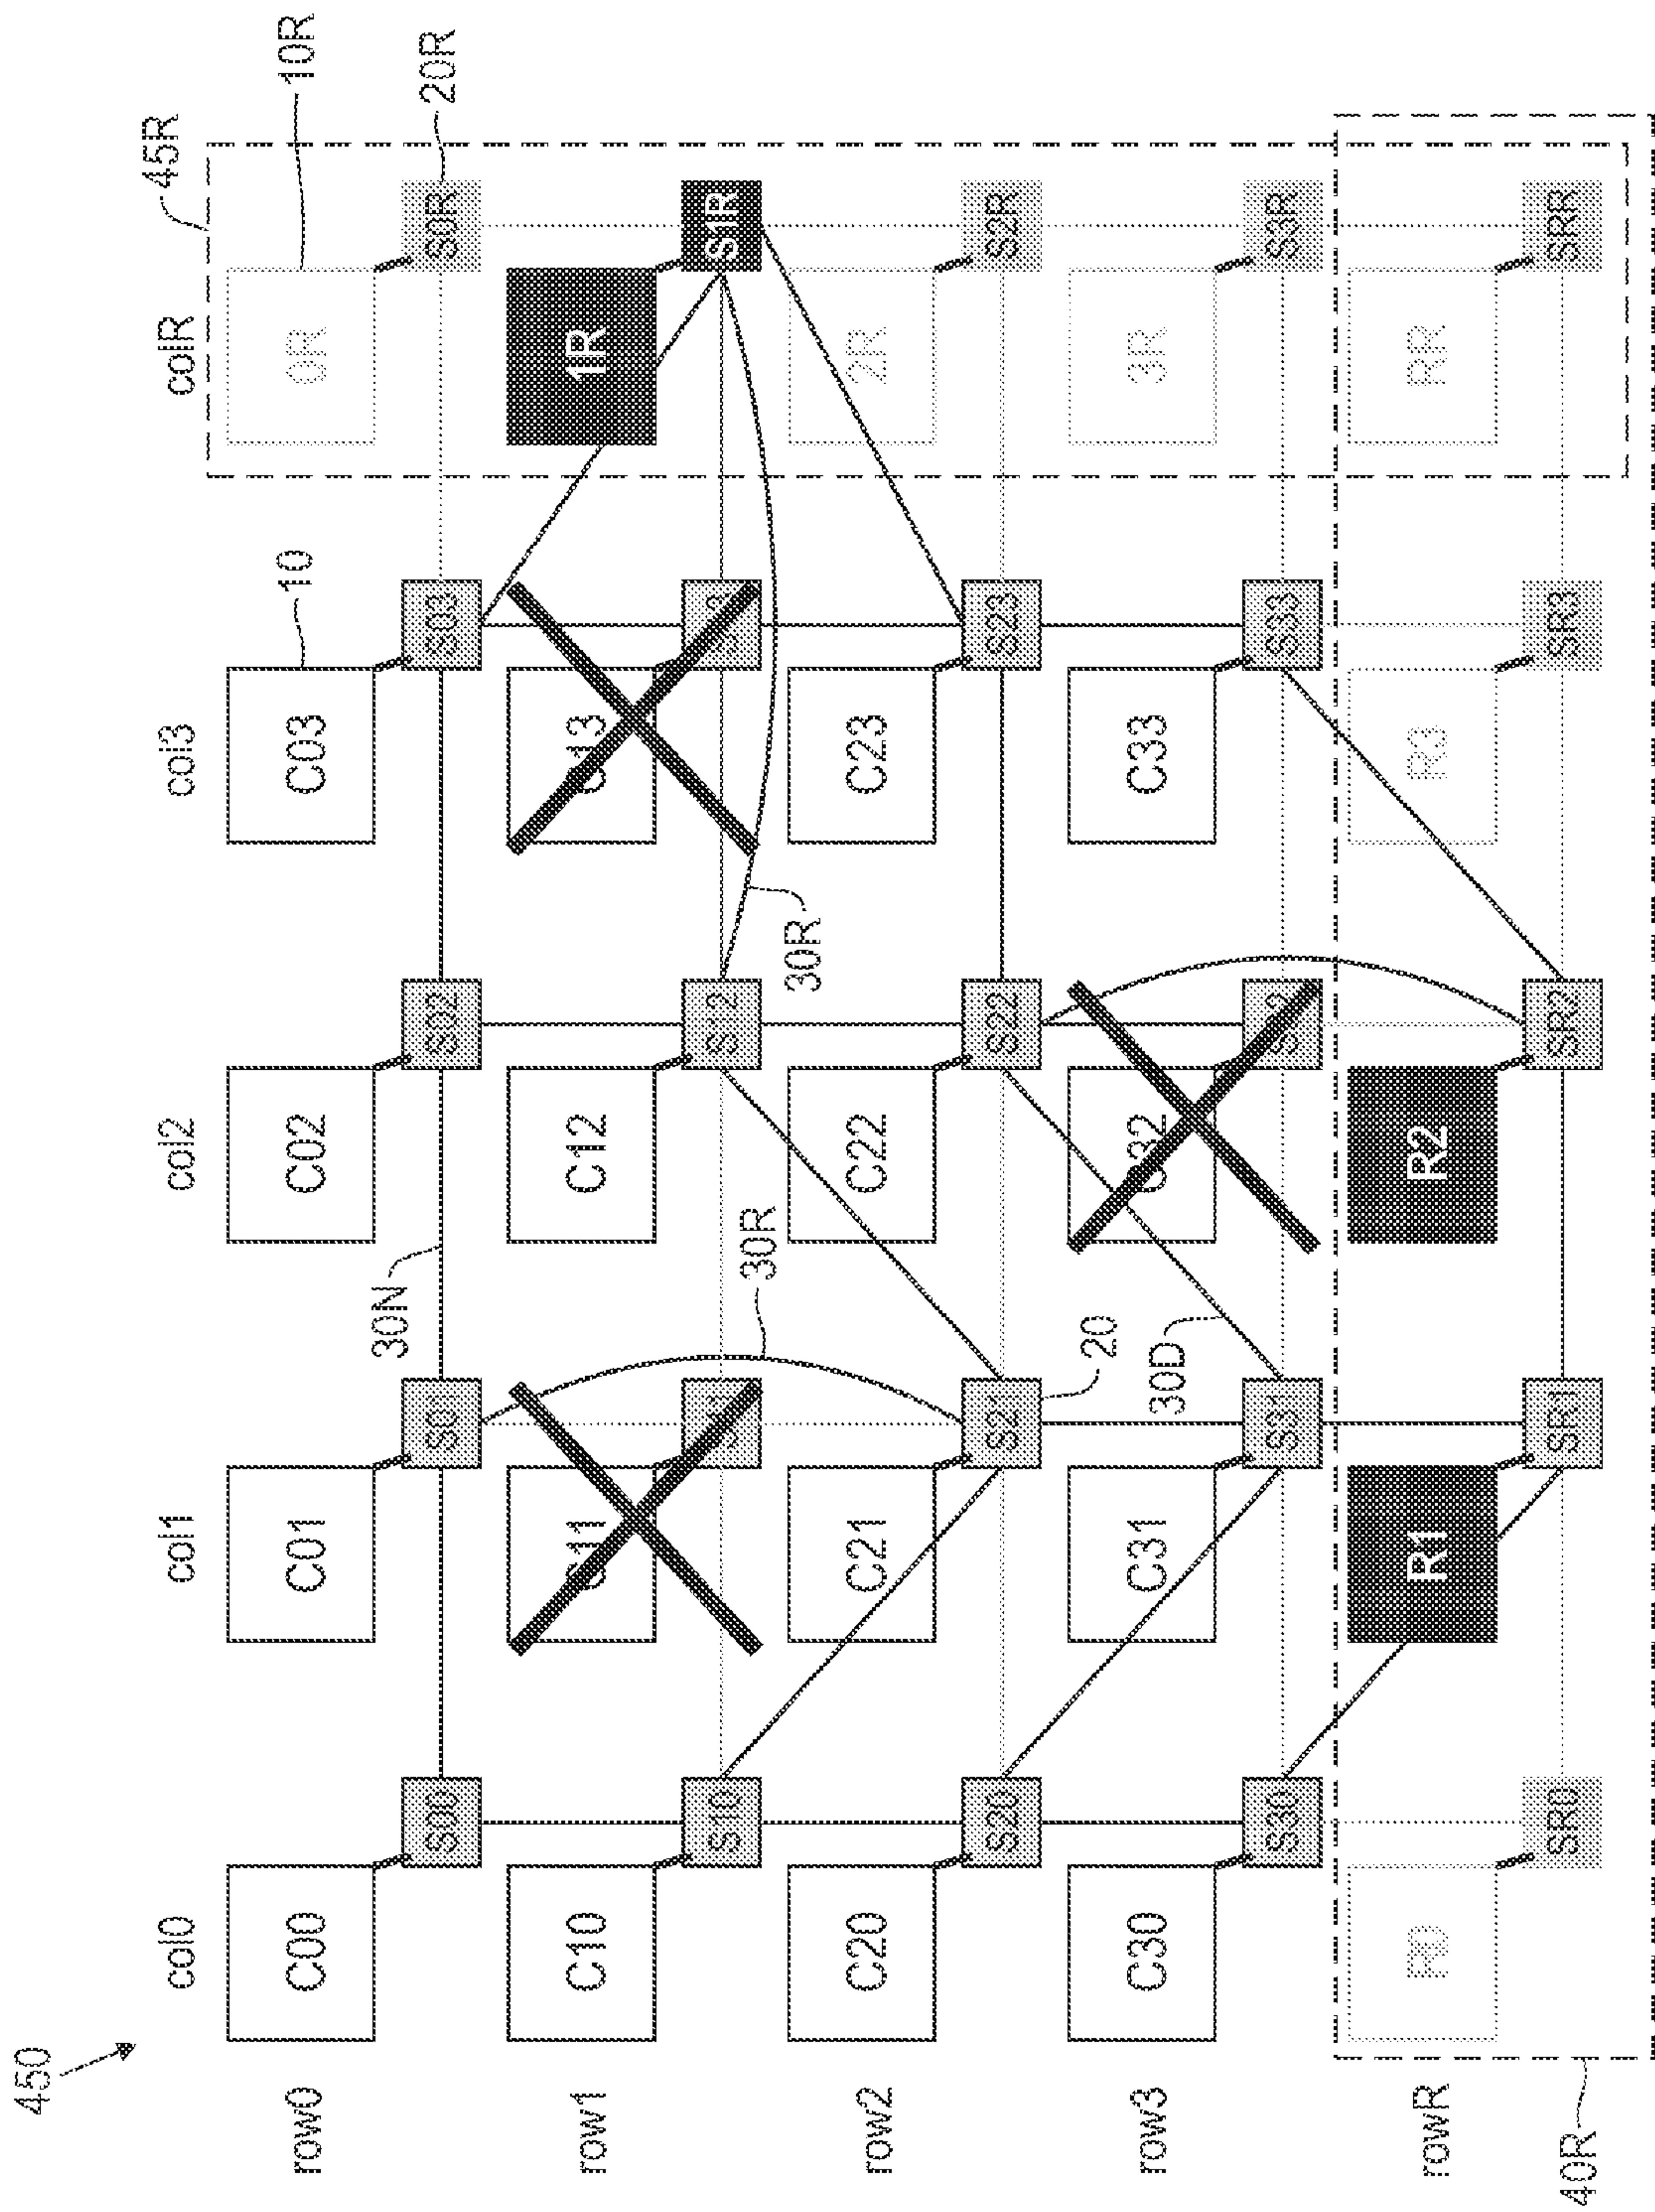 450
45R
col0 col1 col2 col3 colR
10R
10
row0 C00 C01 C02 C03 0R
30N
20R
S00 S01 S02 S03 S0R
row1 C10 C11 C12 C13 1R
S10 S12 S1R
30R
30R
row2 C20 C21 C22 C23 2R
S20 S21 S22 S23 S2R
20
30D
row3 C30 C31 C32 C33 3R
S30 S31 S33 S3R
rowR R0 R1 R2 R3 RR
SR0 SR1 SR2 SR3 SRR
40R